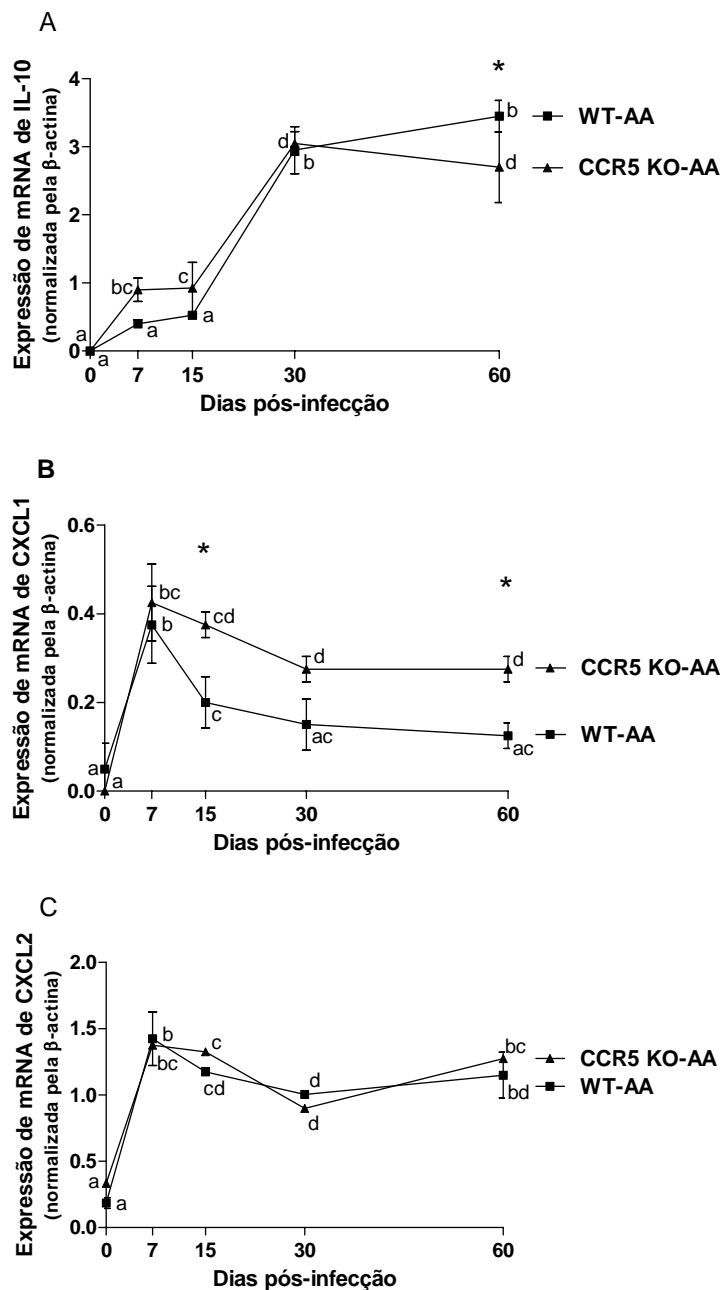 A
Expressão de mRNA de IL-10
(normalizada pela β-actina)
4
3
2
1
0
*
b
d
d
b
bc
c
a
a
a
a
WT-AA
CCR5 KO-AA
0 7 15 30 60
Dias pós-infecção
B
Expressão de mRNA de CXCL1
(normalizada pela β-actina)
0.6
0.4
0.2
0.0
*
*
bc
b
cd
d
d
c
ac
ac
a
a
CCR5 KO-AA
WT-AA
0 7 15 30 60
Dias pós-infecção
C
Expressão de mRNA de CXCL2
(normalizada pela β-actina)
2.0
1.5
1.0
0.5
0.0
b
c
bc
bc
cd
d
d
bd
a
a
CCR5 KO-AA
WT-AA
0 7 15 30 60
Dias pós-infecção